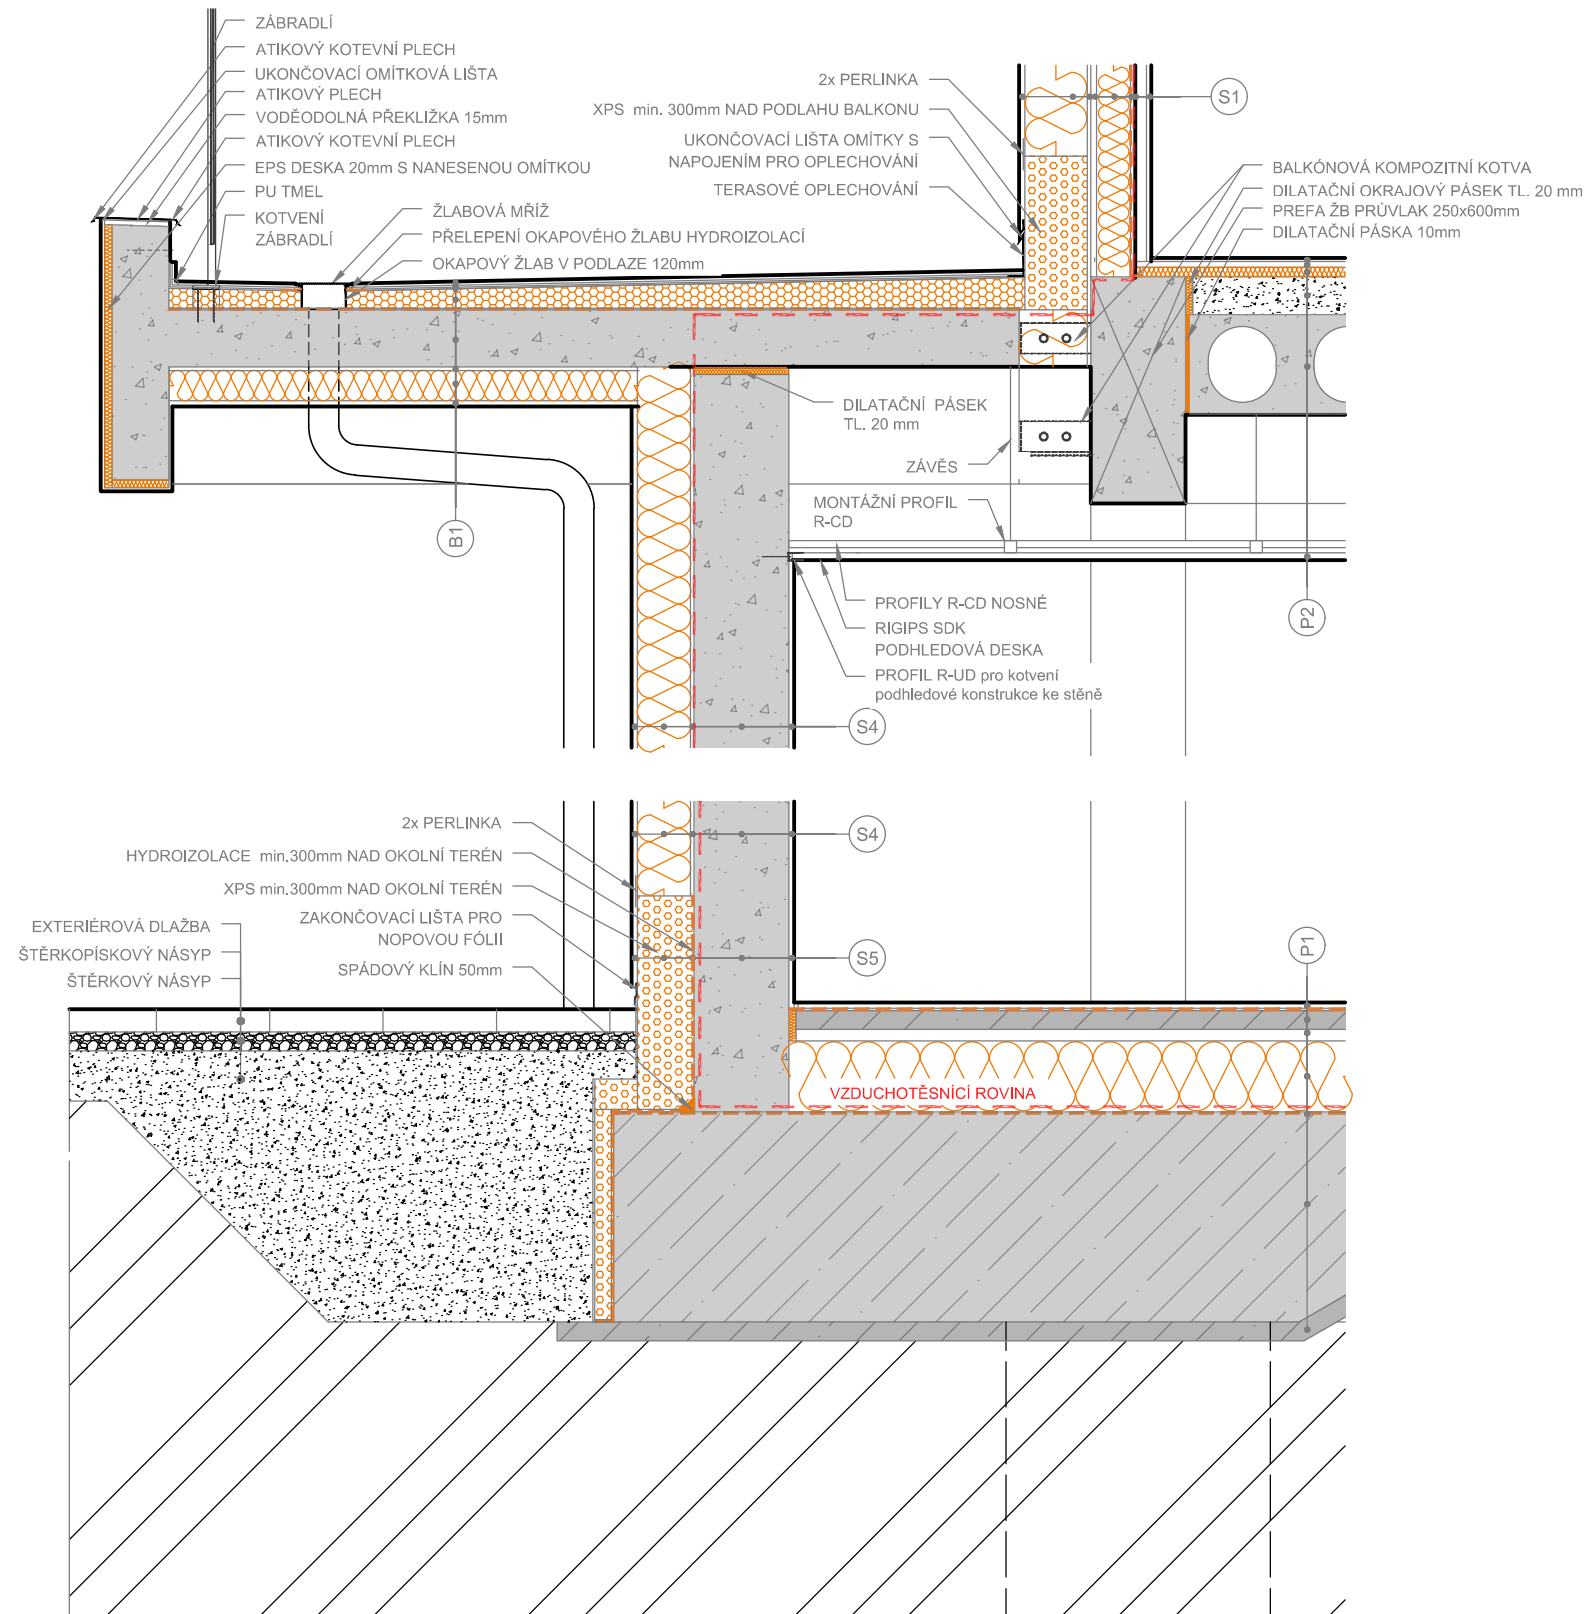 ZÁBRADLÍ
ATIKOVÝ KOTEVNÍ PLECH
UKONČOVACÍ OMÍTKOVÁ LIŠTA
ATIKOVÝ PLECH
VODĚODOLNÁ PŘEKLIŽKA 15mm
ATIKOVÝ KOTEVNÍ PLECH
EPS DESKA 20mm S NANESENOU OMÍTKOU
PU TMEL
KOTVENÍ
ZÁBRADLÍ
ŽLABOVÁ MŘÍŽ
PŘELEPENÍ OKAPOVÉHO ŽLABU HYDROIZOLACÍ
OKAPOVÝ ŽLAB V PODLAZE 120mm
2x PERLINKA
XPS min. 300mm NAD PODLAHU BALKONU
UKONČOVACÍ LIŠTA OMÍTKY S
NAPOJENÍM PRO OPLECHOVÁNÍ
TERASOVÉ OPLECHOVÁNÍ
S1
BALKÓNOVÁ KOMPOZITNÍ KOTVA
DILATAČNÍ OKRAJOVÝ PÁSEK TL. 20 mm
PREFA ŽB PRŮVLAK 250x600mm
DILATAČNÍ PÁSKA 10mm
DILATAČNÍ PÁSEK
TL. 20 mm
ZÁVĚS
MONTÁŽNÍ PROFIL
R-CD
B1
PROFILY R-CD NOSNÉ
RIGIPS SDK
PODHLEDOVÁ DESKA
PROFIL R-UD pro kotvení
podhledové konstrukce ke stěně
P2
S4
2x PERLINKA
HYDROIZOLACE min.300mm NAD OKOLNÍ TERÉN
XPS min.300mm NAD OKOLNÍ TERÉN
ZAKONČOVACÍ LIŠTA PRO
NOPOVOU FÓLII
SPÁDOVÝ KLÍN 50mm
S4
S5
P1
EXTERIÉROVÁ DLAŽBA
ŠTĚRKOPÍSKOVÝ NÁSYP
ŠTĚRKOVÝ NÁSYP
VZDUCHOTĚSNÍCÍ ROVINA